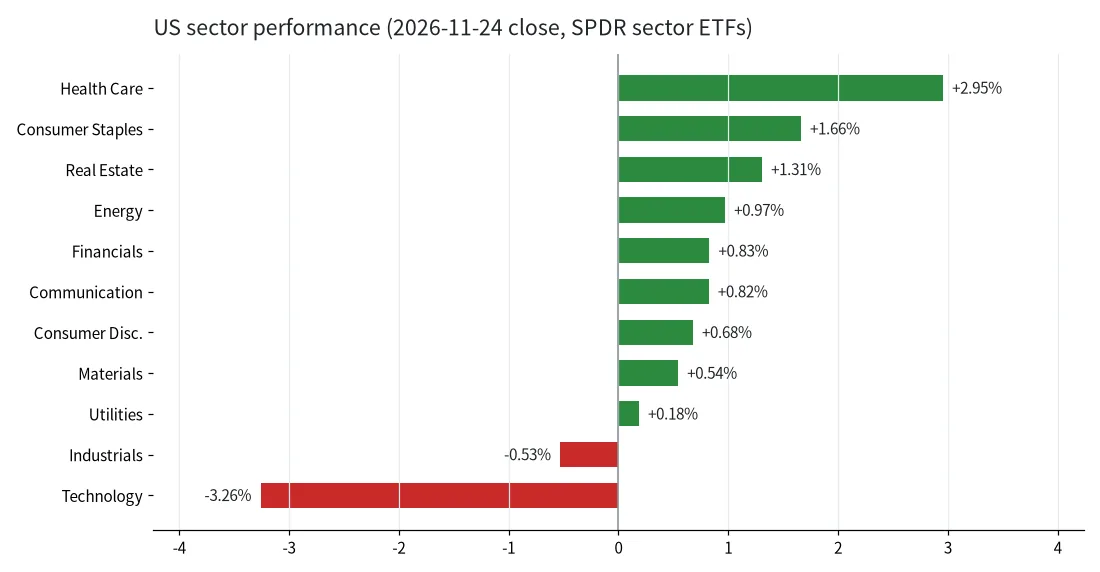 US sector performance (2026-11-24 close, SPDR sector ETFs)
Health Care +2.95%
Consumer Staples +1.66%
Real Estate +1.31%
Energy +0.97%
Financials +0.83%
Communication +0.82%
Consumer Disc. +0.68%
Materials +0.54%
Utilities +0.18%
Industrials -0.53%
Technology -3.26%
-4 -3 -2 -1 0 1 2 3 4